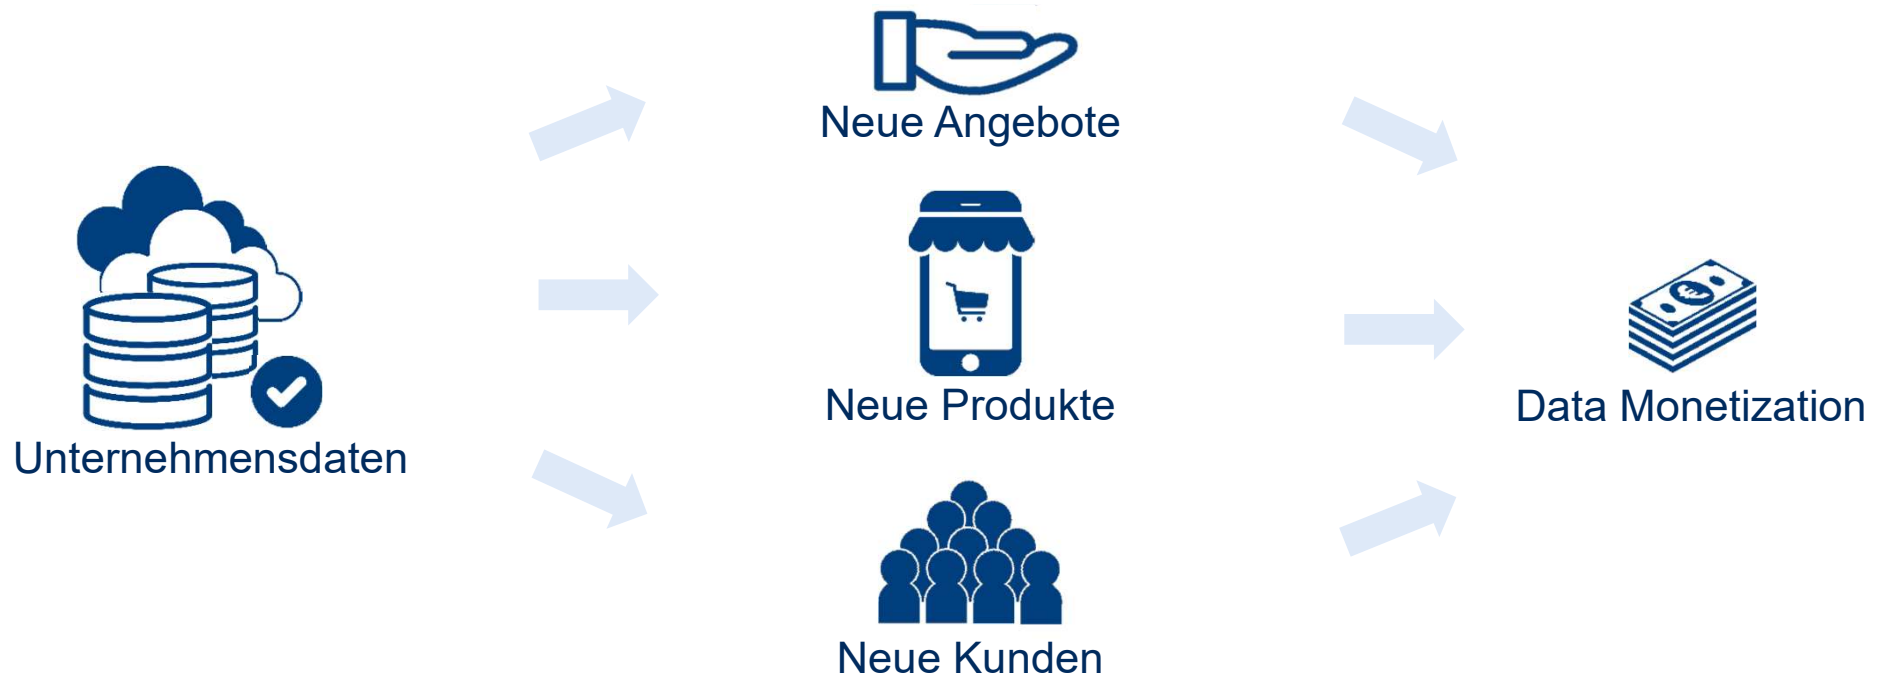 Unternehmensdaten
Neue Angebote
Neue Produkte
Neue Kunden
Data Monetization